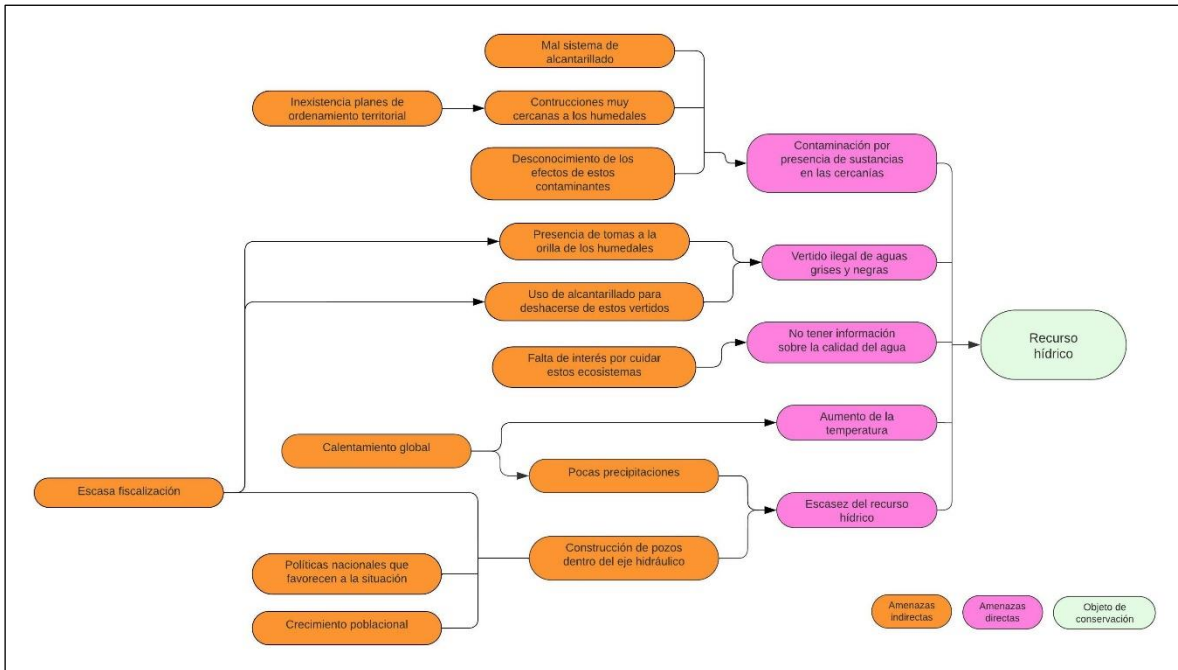 Mal sistema de
alcantarillado
Inexistencia planes de
ordenamiento territorial
Contrucciones muy
cercanas a los humedales
Desconocimiento de los
efectos de estos
contaminantes
Contaminación por
presencia de sustancias
en las cercanías
Presencia de tomas a la
orilla de los humedales
Vertido ilegal de aguas
grises y negras
Uso de alcantarillado para
deshacerse de estos vertidos
No tener información
sobre la calidad del agua
Recurso
hídrico
Falta de interés por cuidar
estos ecosistemas
Aumento de la
temperatura
Calentamiento global
Pocas precipitaciones
Escasa fiscalización
Escasez del recurso
hídrico
Construcción de pozos
dentro del eje hidráulico
Políticas nacionales que
favorecen a la situación
Crecimiento poblacional
Amenazas
indirectas
Amenazas
directas
Objeto de
conservación